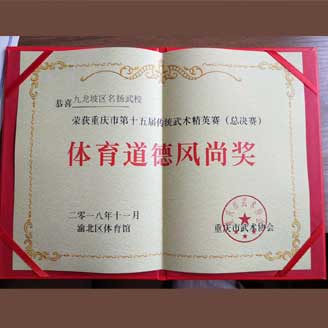 恭喜九龙坡区名扬武校
荣获重庆市第十五届传统武术精英赛（总决赛）
体育道德风尚奖
二零一八年十一月
渝北区体育馆
重庆市武术协会